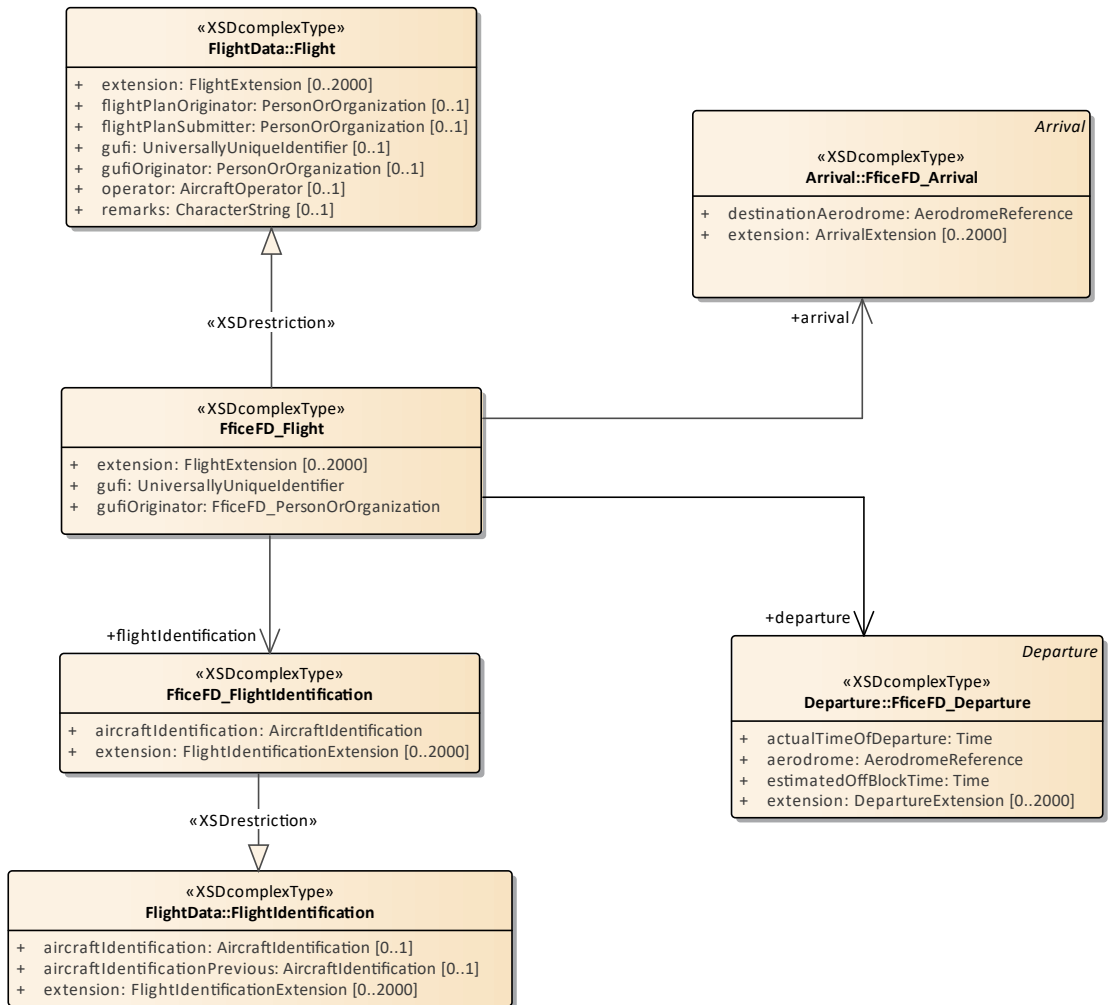 «XSDcomplexType»
FlightData::Flight
+ extension: FlightExtension [0..2000]
+ flightPlanOriginator: PersonOrOrganization [0..1]
+ flightPlanSubmitter: PersonOrOrganization [0..1]
+ gufi: UniversallyUniqueIdentifier [0..1]
+ gufiOriginator: PersonOrOrganization [0..1]
+ operator: AircraftOperator [0..1]
+ remarks: CharacterString [0..1]
Arrival
«XSDcomplexType»
Arrival::FficeFD_Arrival
+ destinationAerodrome: AerodromeReference
+ extension: ArrivalExtension [0..2000]
«XSDrestriction»
+arrival
«XSDcomplexType»
FficeFD_Flight
+ extension: FlightExtension [0..2000]
+ gufi: UniversallyUniqueIdentifier
+ gufiOriginator: FficeFD_PersonOrOrganization
+departure
+flightIdentification
Departure
«XSDcomplexType»
Departure::FficeFD_Departure
+ actualTimeOfDeparture: Time
+ aerodrome: AerodromeReference
+ estimatedOffBlockTime: Time
+ extension: DepartureExtension [0..2000]
«XSDcomplexType»
FficeFD_FlightIdentification
+ aircraftIdentification: AircraftIdentification
+ extension: FlightIdentificationExtension [0..2000]
«XSDrestriction»
«XSDcomplexType»
FlightData::FlightIdentification
+ aircraftIdentification: AircraftIdentification [0..1]
+ aircraftIdentificationPrevious: AircraftIdentification [0..1]
+ extension: FlightIdentificationExtension [0..2000]